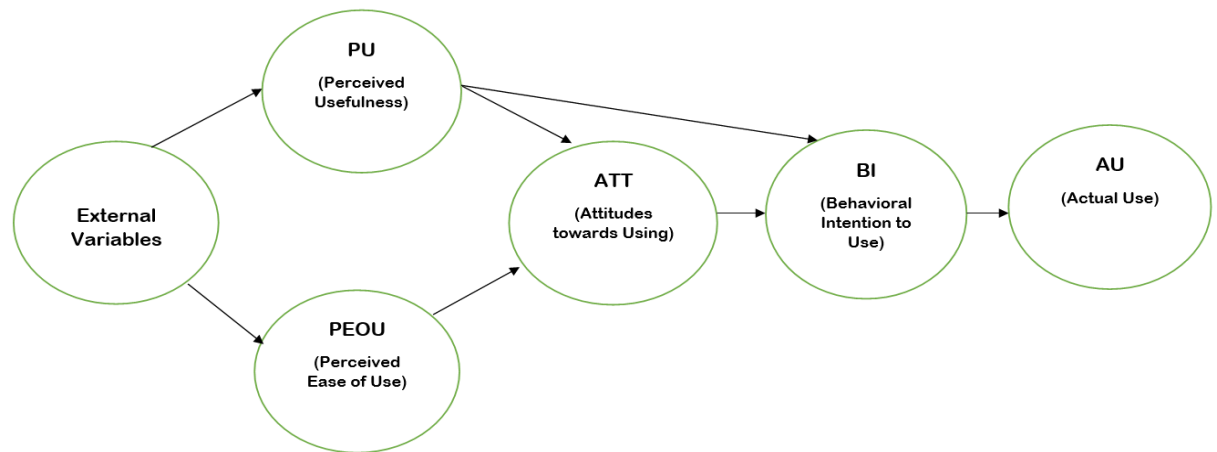 PU
(Perceived
Usefulness)
External
Variables
PEOU
(Perceived
Ease of Use)
ATT
(Attitudes
towards Using)
BI
(Behavioral
Intention to
Use)
AU
(Actual Use)